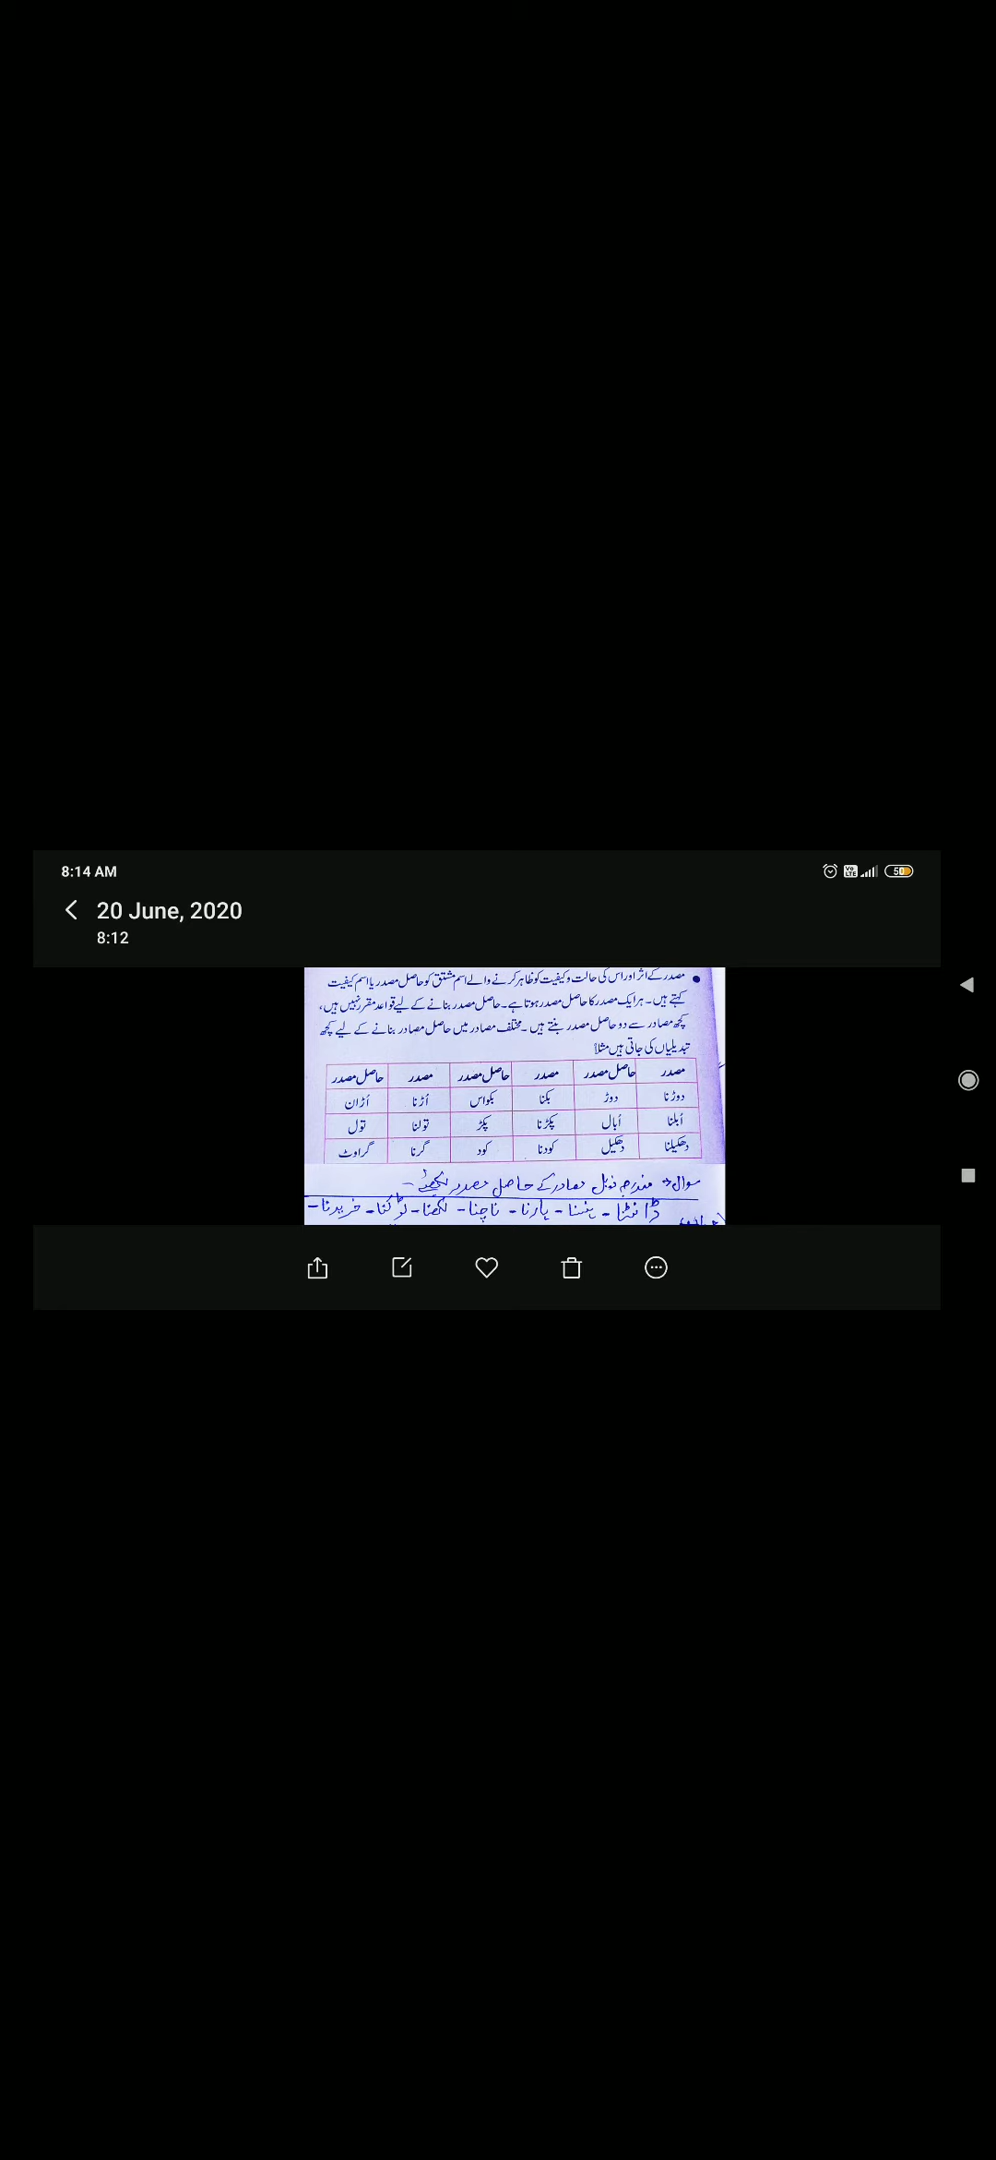 8:14 AM
50
20 June, 2020
8:12
مصدر کے اثر اور اس کی حالت و کیفیت کو ظاہر کرنے والے اسم مشتق کو حاصل مصدر یا اسم کیفیت
کہتے ہیں۔ ہر ایک مصدر کا حاصل مصدر ہوتا ہے۔ حاصل مصدر بنانے کے لیے قواعد مقرر نہیں ہیں،
کچھ مصادر سے دو حاصل مصدر بنتے ہیں۔ مختلف مصادر میں حاصل مصادر بنانے کے لیے کچھ
تبدیلیاں کی جاتی ہیں مثلاً
مصدر حاصل مصدر مصدر حاصل مصدر مصدر حاصل مصدر
دوڑنا دوڑ بکنا بکواس اُڑنا اُڑان
اُبلنا اُبال پکڑنا پکڑ تولنا تول
دھکیلنا دھکیل کودنا کود گرنا گراوٹ
سوال مندرجہ ذیل مصادر کے حاصل مصدر لکھئے۔
ڈانٹنا - ہنسنا - ہارنا - ناچنا - لکھنا - لڑکنا - خریدنا -